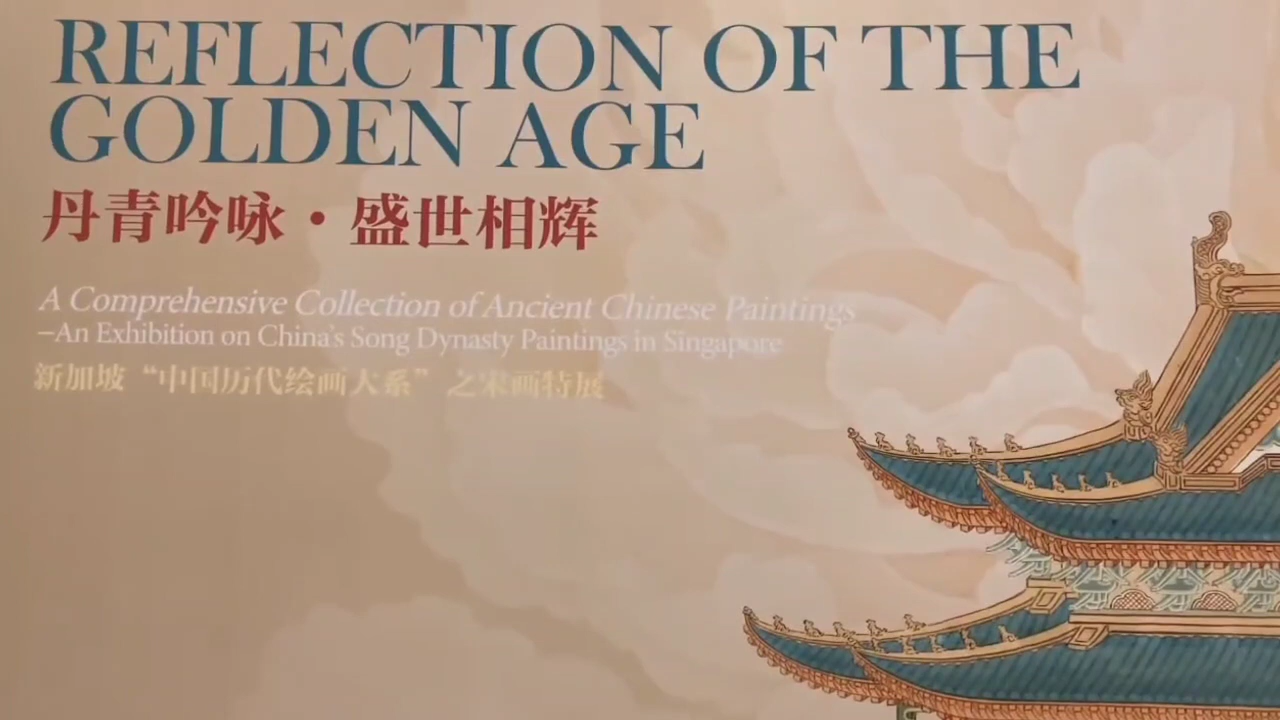 REFLECTION OF THE
GOLDEN AGE
丹青吟咏·盛世相辉
A Comprehensive Collection of Ancient Chinese Paintings
–An Exhibition on China's Song Dynasty Paintings in Singapore
新加坡“中国历代绘画大系”之宋画特展